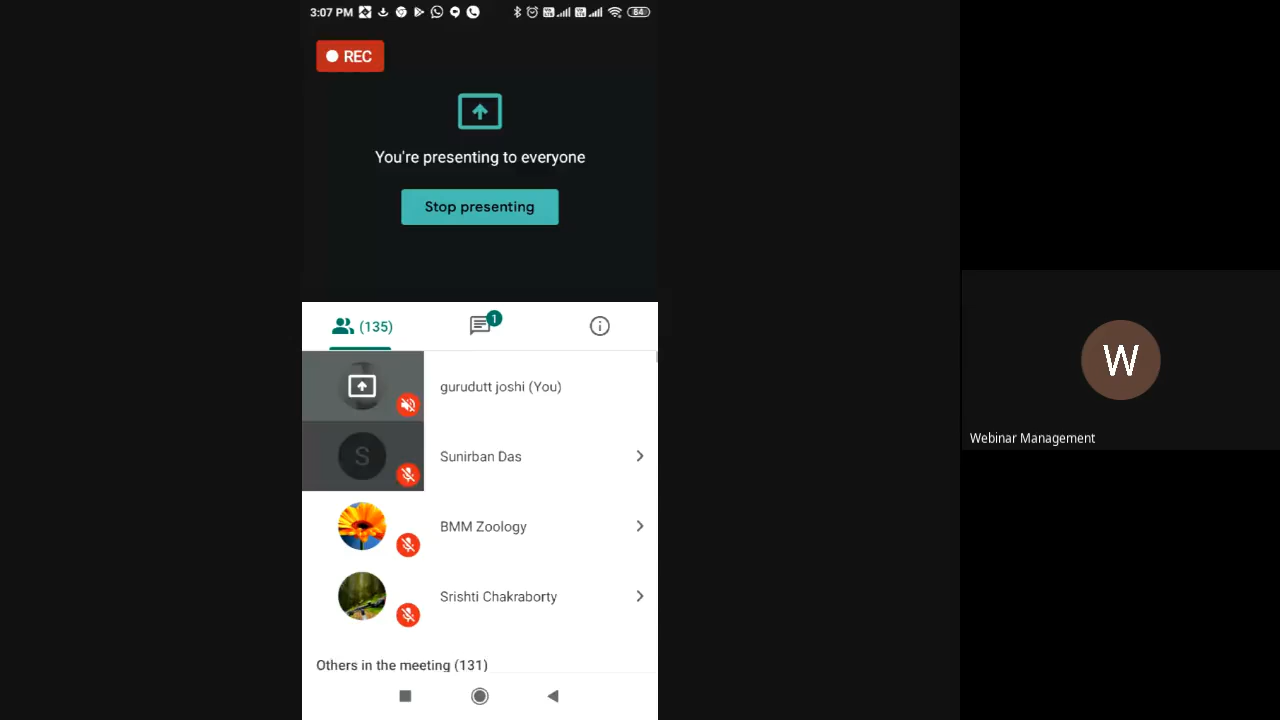 3:07 PM
64
REC
You're presenting to everyone
Stop presenting
(135)
1
gurudutt joshi (You)
S
Sunirban Das
BMM Zoology
Srishti Chakraborty
Others in the meeting (131)
W
Webinar Management